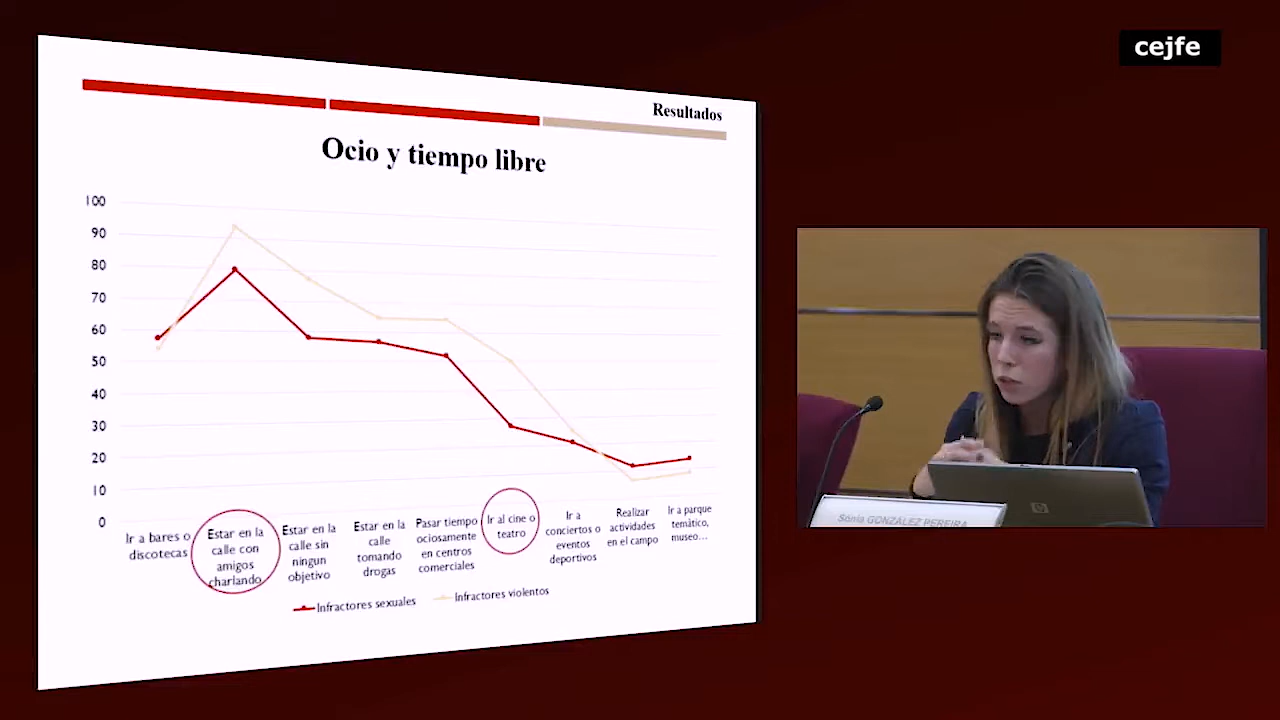 cejfe
Resultados
Ocio y tiempo libre
100
90
80
70
60
50
40
30
20
10
0
Ir a bares o
discotecas
Estar en la
calle con
amigos
charlando
Estar en la
calle sin
ningun
objetivo
Estar en la
calle
tomando
drogas
Pasar tiempo
ociosamente
en centros
comerciales
Ir al cine o
teatro
Ir a
conciertos o
eventos
deportivos
Realizar
actividades
en el campo
Ir a parque
temático,
museo...
Infractores sexuales
Infractores violentos
Sònia GONZÁLEZ PEREIRA